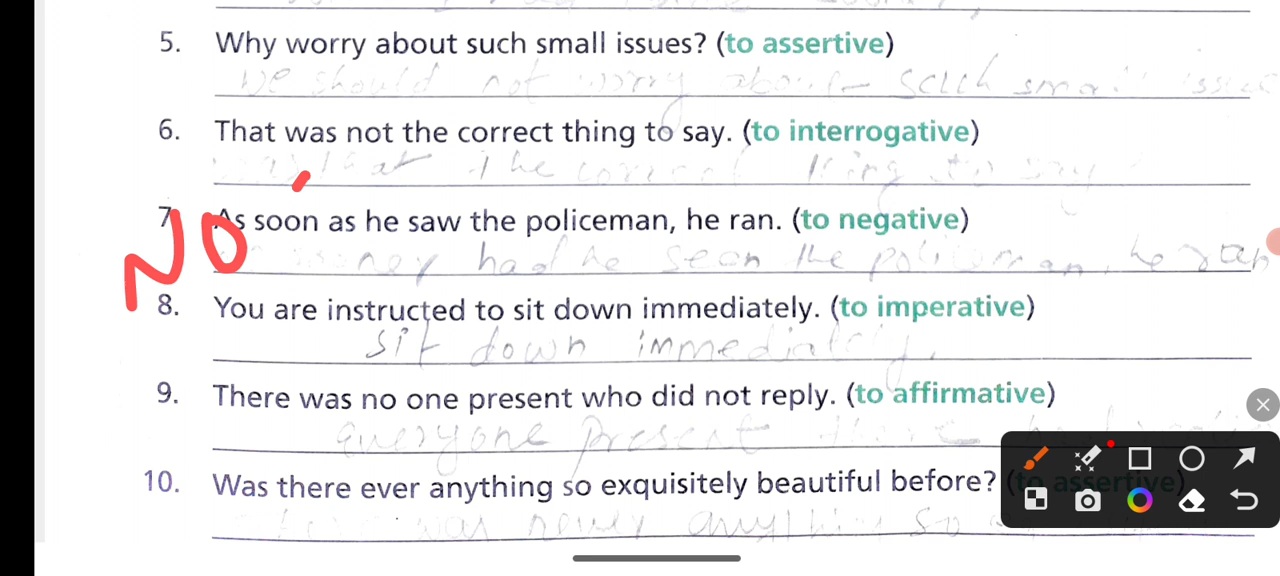 5. Why worry about such small issues? (to assertive)
We should not worry about such small issue
6. That was not the correct thing to say. (to interrogative)
that the correct thing to say
7. As soon as he saw the policeman, he ran. (to negative)
NO
had he seen the policeman, he ran
8. You are instructed to sit down immediately. (to imperative)
sit down immediately.
9. There was no one present who did not reply. (to affirmative)
everyone present
10. Was there ever anything so exquisitely beautiful before? (to assertive)
was never anything so